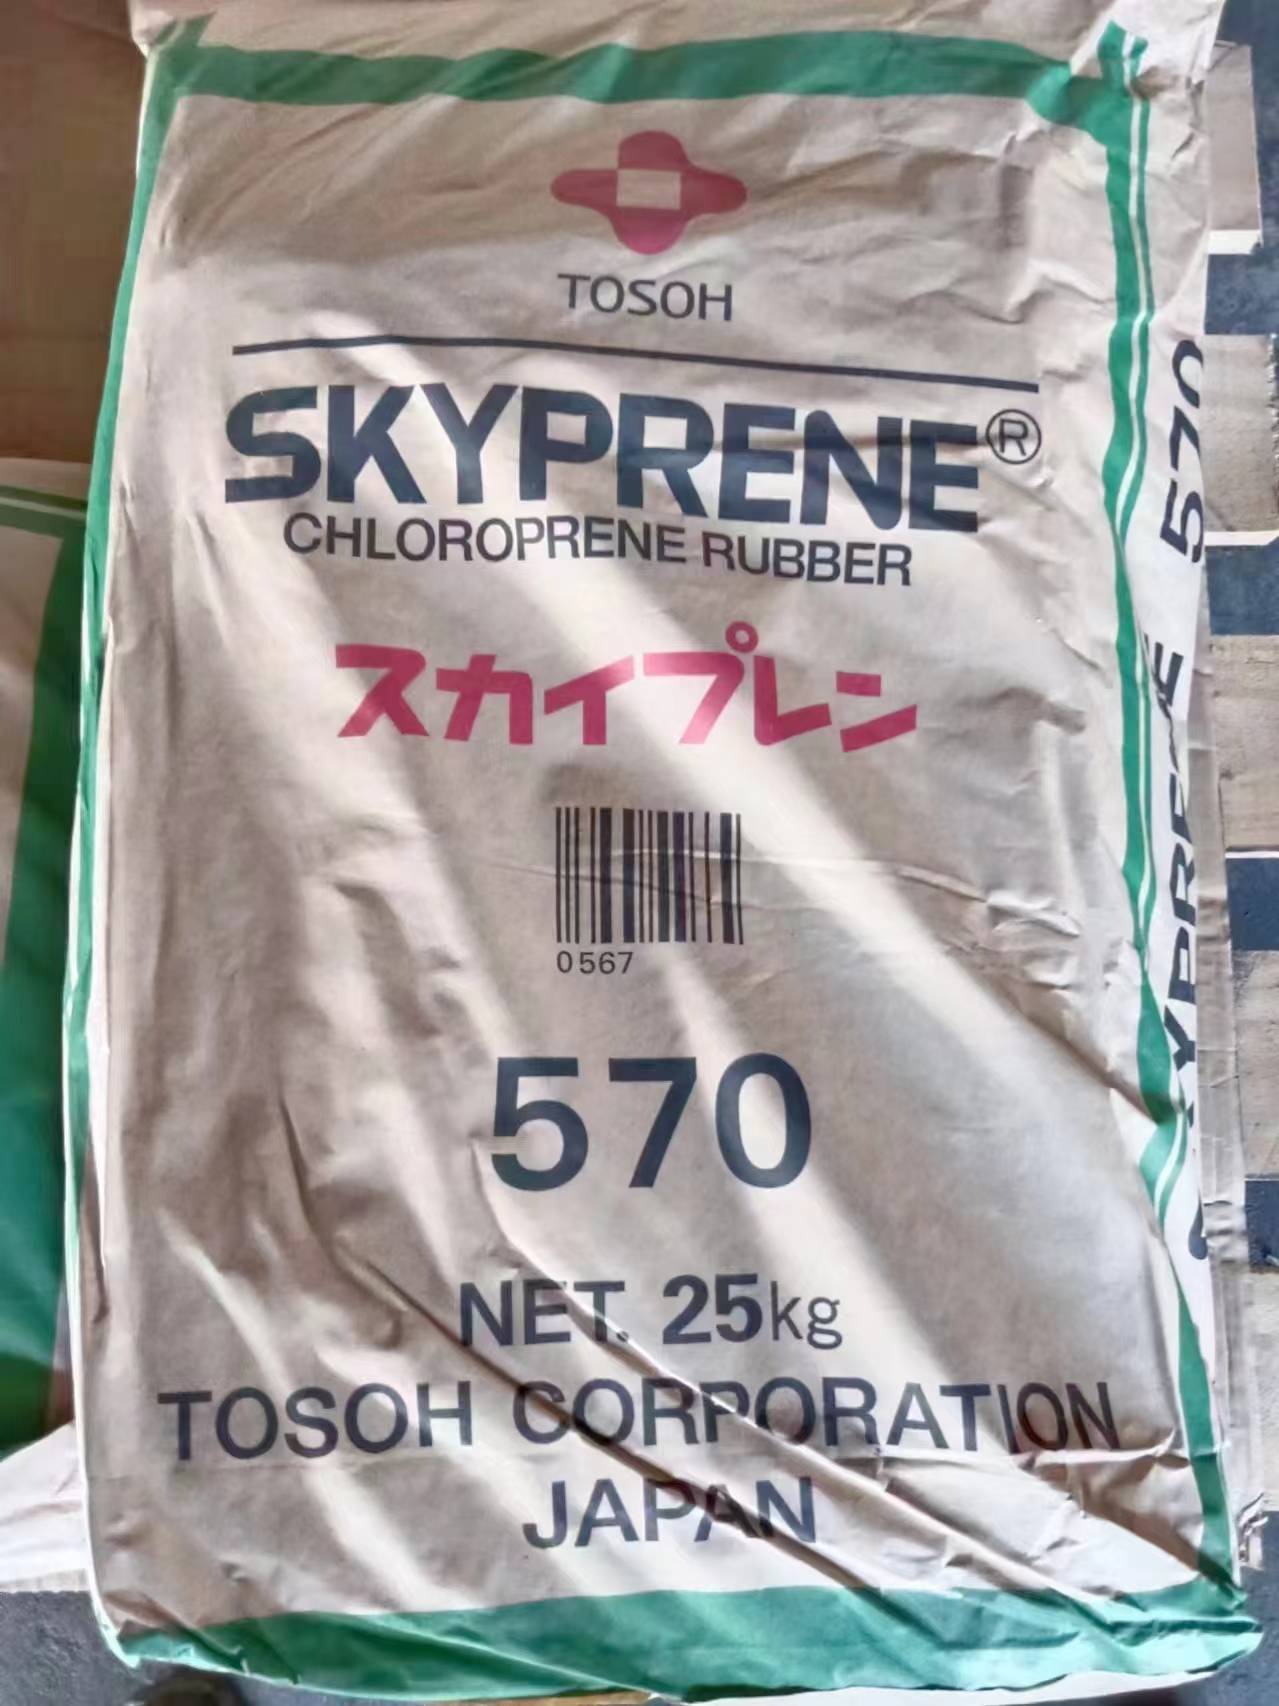 TOSOH
SKYPRENE®
CHLOROPRENE RUBBER
スカイプレン
0567
570
NET. 25kg
TOSOH CORPORATION
JAPAN
SKYPRENE 570